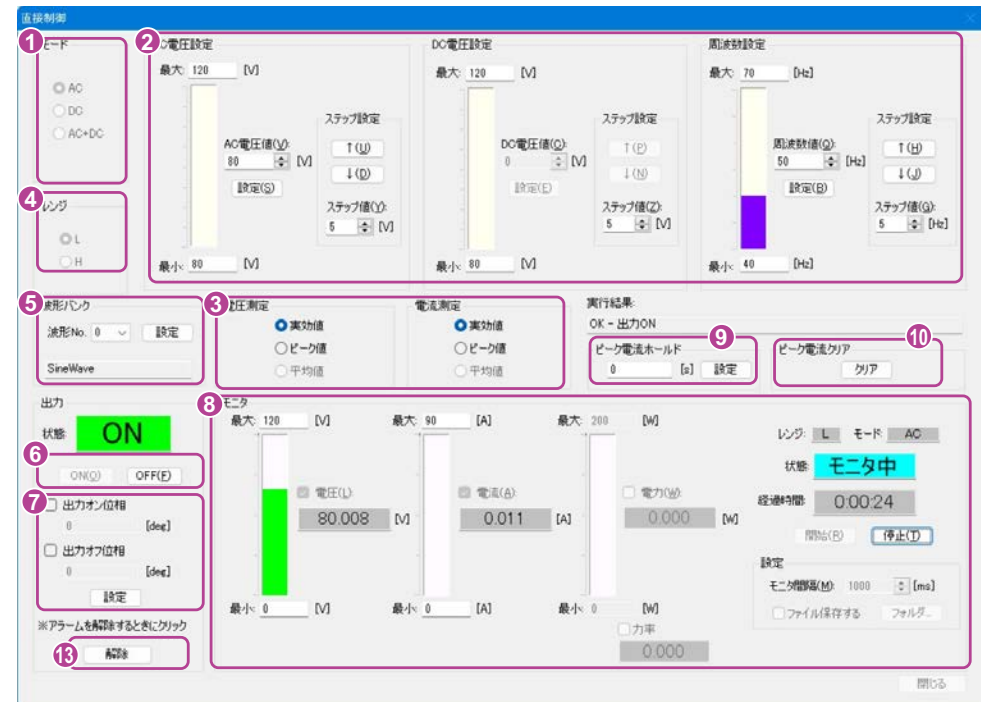 直接制御
1 モード
AC
DC
AC+DC
2 AC電圧設定
最大: 120 [V]
AC電圧値(V):
80 [V]
設定(S)
ステップ設定
↑(U)
↓(D)
ステップ値(Y):
5 [V]
最小: 80 [V]
DC電圧設定
最大: 120 [V]
DC電圧値(C):
0 [V]
設定(E)
ステップ設定
↑(P)
↓(N)
ステップ値(Z):
5 [V]
最小: 80 [V]
周波数設定
最大: 70 [Hz]
周波数値(Q):
50 [Hz]
設定(B)
ステップ設定
↑(H)
↓(J)
ステップ値(G):
5 [Hz]
最小: 40 [Hz]
4 レンジ
L
H
5 波形バンク
波形No. 0 設定
SineWave
3 電圧測定
実効値
ピーク値
平均値
電流測定
実効値
ピーク値
平均値
実行結果:
OK - 出力ON
9 ピーク電流ホールド
0 [s] 設定
10 ピーク電流クリア
クリア
出力
状態: ON
6
ON(O) OFF(F)
7 出力オン位相
0 [deg]
出力オフ位相
0 [deg]
設定
※アラームを解除するときにクリック
13 解除
8 モニタ
最大: 120 [V]
電圧(L):
80.008 [V]
最小: 0 [V]
最大: 90 [A]
電流(A):
0.011 [A]
最小: 0 [A]
最大: 200 [W]
電力(W):
0.000 [W]
最小: 0 [W]
力率
0.000
レンジ: L モード: AC
状態: モニタ中
経過時間: 0:00:24
開始(R) 停止(T)
設定
モニタ間隔(M): 1000 [ms]
ファイル保存する フォルダ...
閉じる